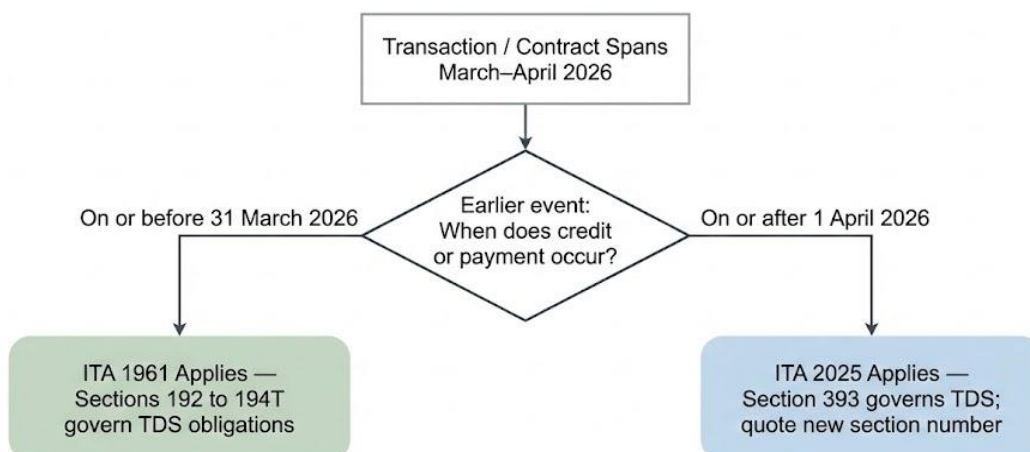 Transaction / Contract Spans
March–April 2026
Earlier event:
When does credit
or payment occur?
On or before 31 March 2026
On or after 1 April 2026
ITA 1961 Applies —
Sections 192 to 194T
govern TDS obligations
ITA 2025 Applies —
Section 393 governs TDS;
quote new section number